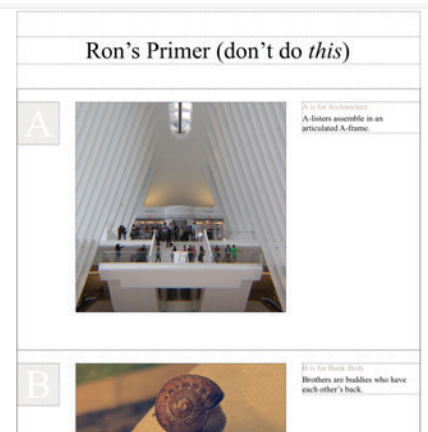 Ron's Primer (don't do this)
A
A is for Architecture
A-listers assemble in an
articulated A-frame.
B
B is for Bunk Beds
Brothers are buddies who have
each other's back.